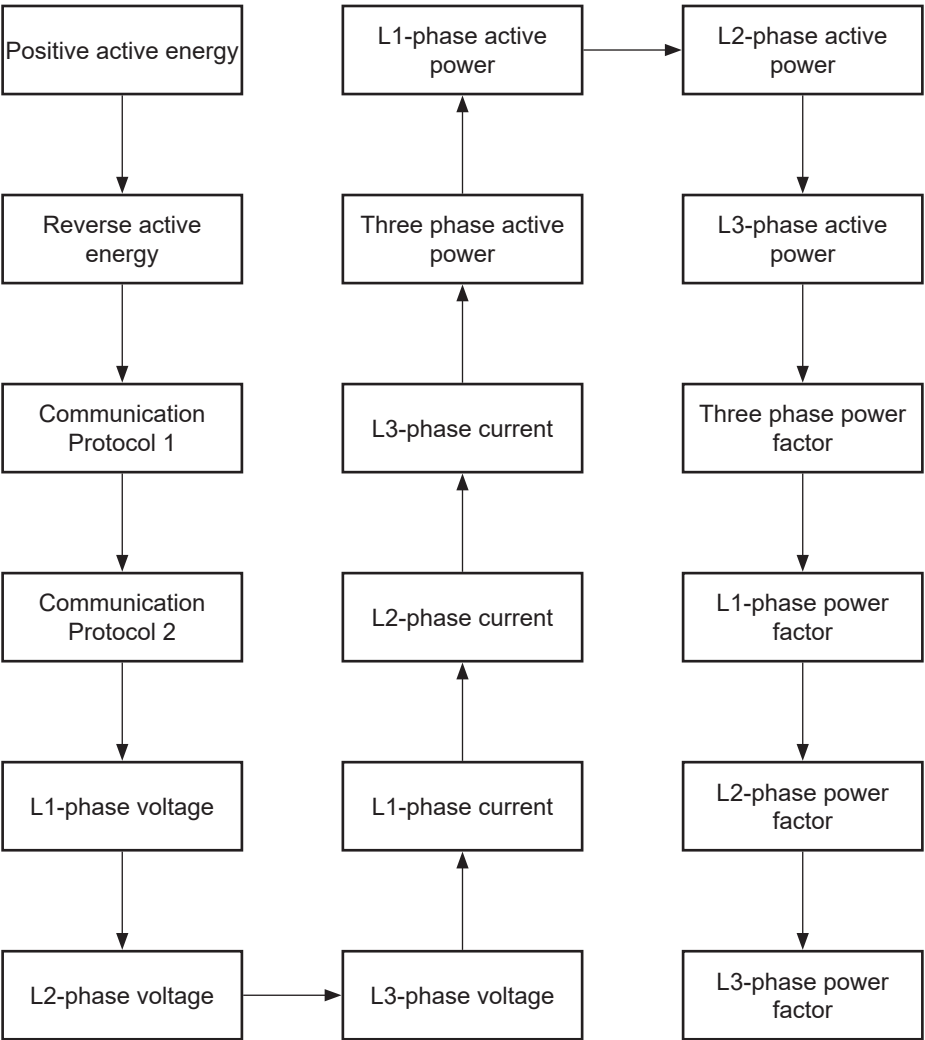 Positive active energy
Reverse active
energy
Communication
Protocol 1
Communication
Protocol 2
L1-phase voltage
L2-phase voltage
L3-phase voltage
L1-phase current
L2-phase current
L3-phase current
Three phase active
power
L1-phase active
power
L2-phase active
power
L3-phase active
power
Three phase power
factor
L1-phase power
factor
L2-phase power
factor
L3-phase power
factor